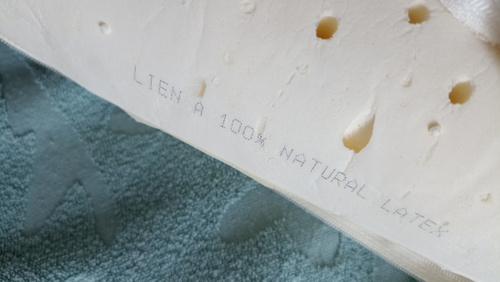 LIEN A 100% NATURAL LATEX